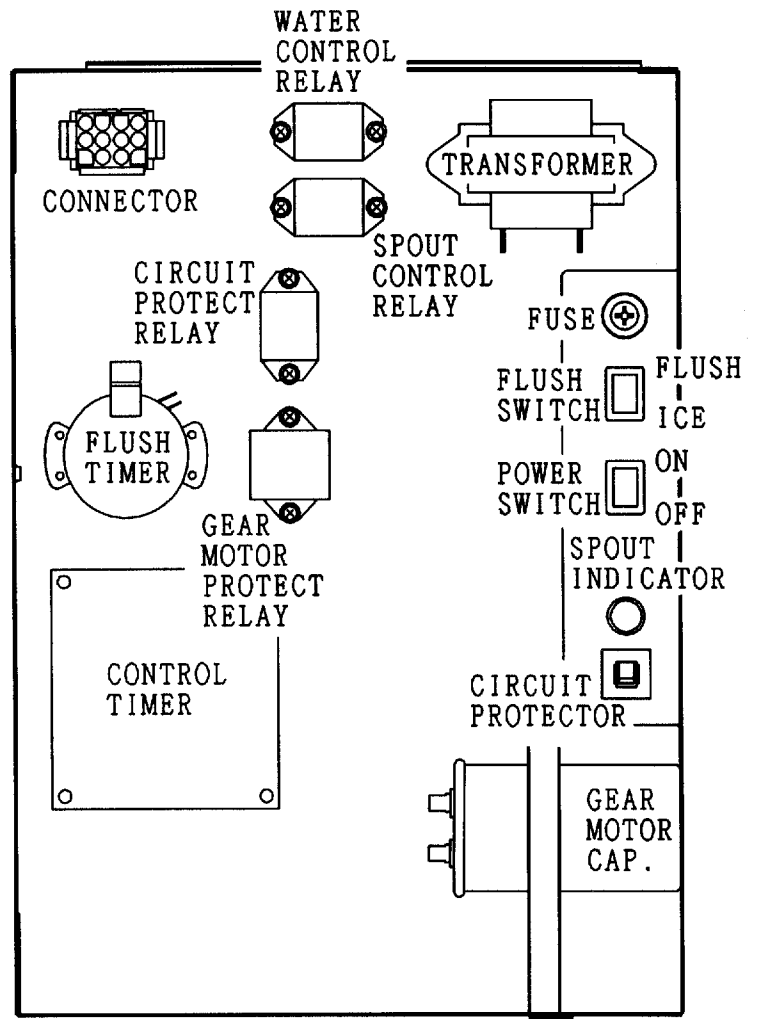 WATER
CONTROL
RELAY
CONNECTOR
TRANSFORMER
SPOUT
CONTROL
RELAY
CIRCUIT
PROTECT
RELAY
FUSE
FLUSH
SWITCH
FLUSH
ICE
FLUSH
TIMER
POWER
SWITCH
ON
OFF
GEAR
MOTOR
PROTECT
RELAY
SPOUT
INDICATOR
CONTROL
TIMER
CIRCUIT
PROTECTOR
GEAR
MOTOR
CAP.